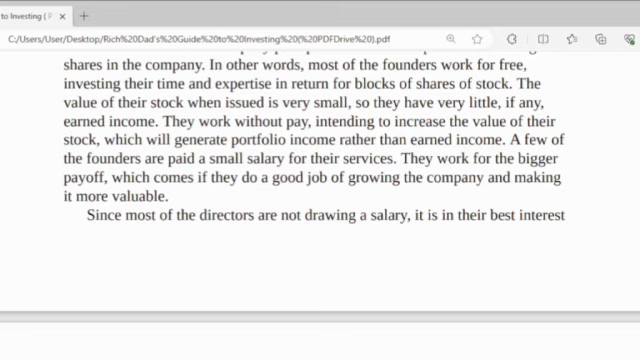 to Investing ( P
C:/Users/User/Desktop/Rich%20Dad's%20Guide%20to%20Investing%20(%20PDFDrive%20).pdf
shares in the company. In other words, most of the founders work for free,
investing their time and expertise in return for blocks of shares of stock. The
value of their stock when issued is very small, so they have very little, if any,
earned income. They work without pay, intending to increase the value of their
stock, which will generate portfolio income rather than earned income. A few of
the founders are paid a small salary for their services. They work for the bigger
payoff, which comes if they do a good job of growing the company and making
it more valuable.
Since most of the directors are not drawing a salary, it is in their best interest